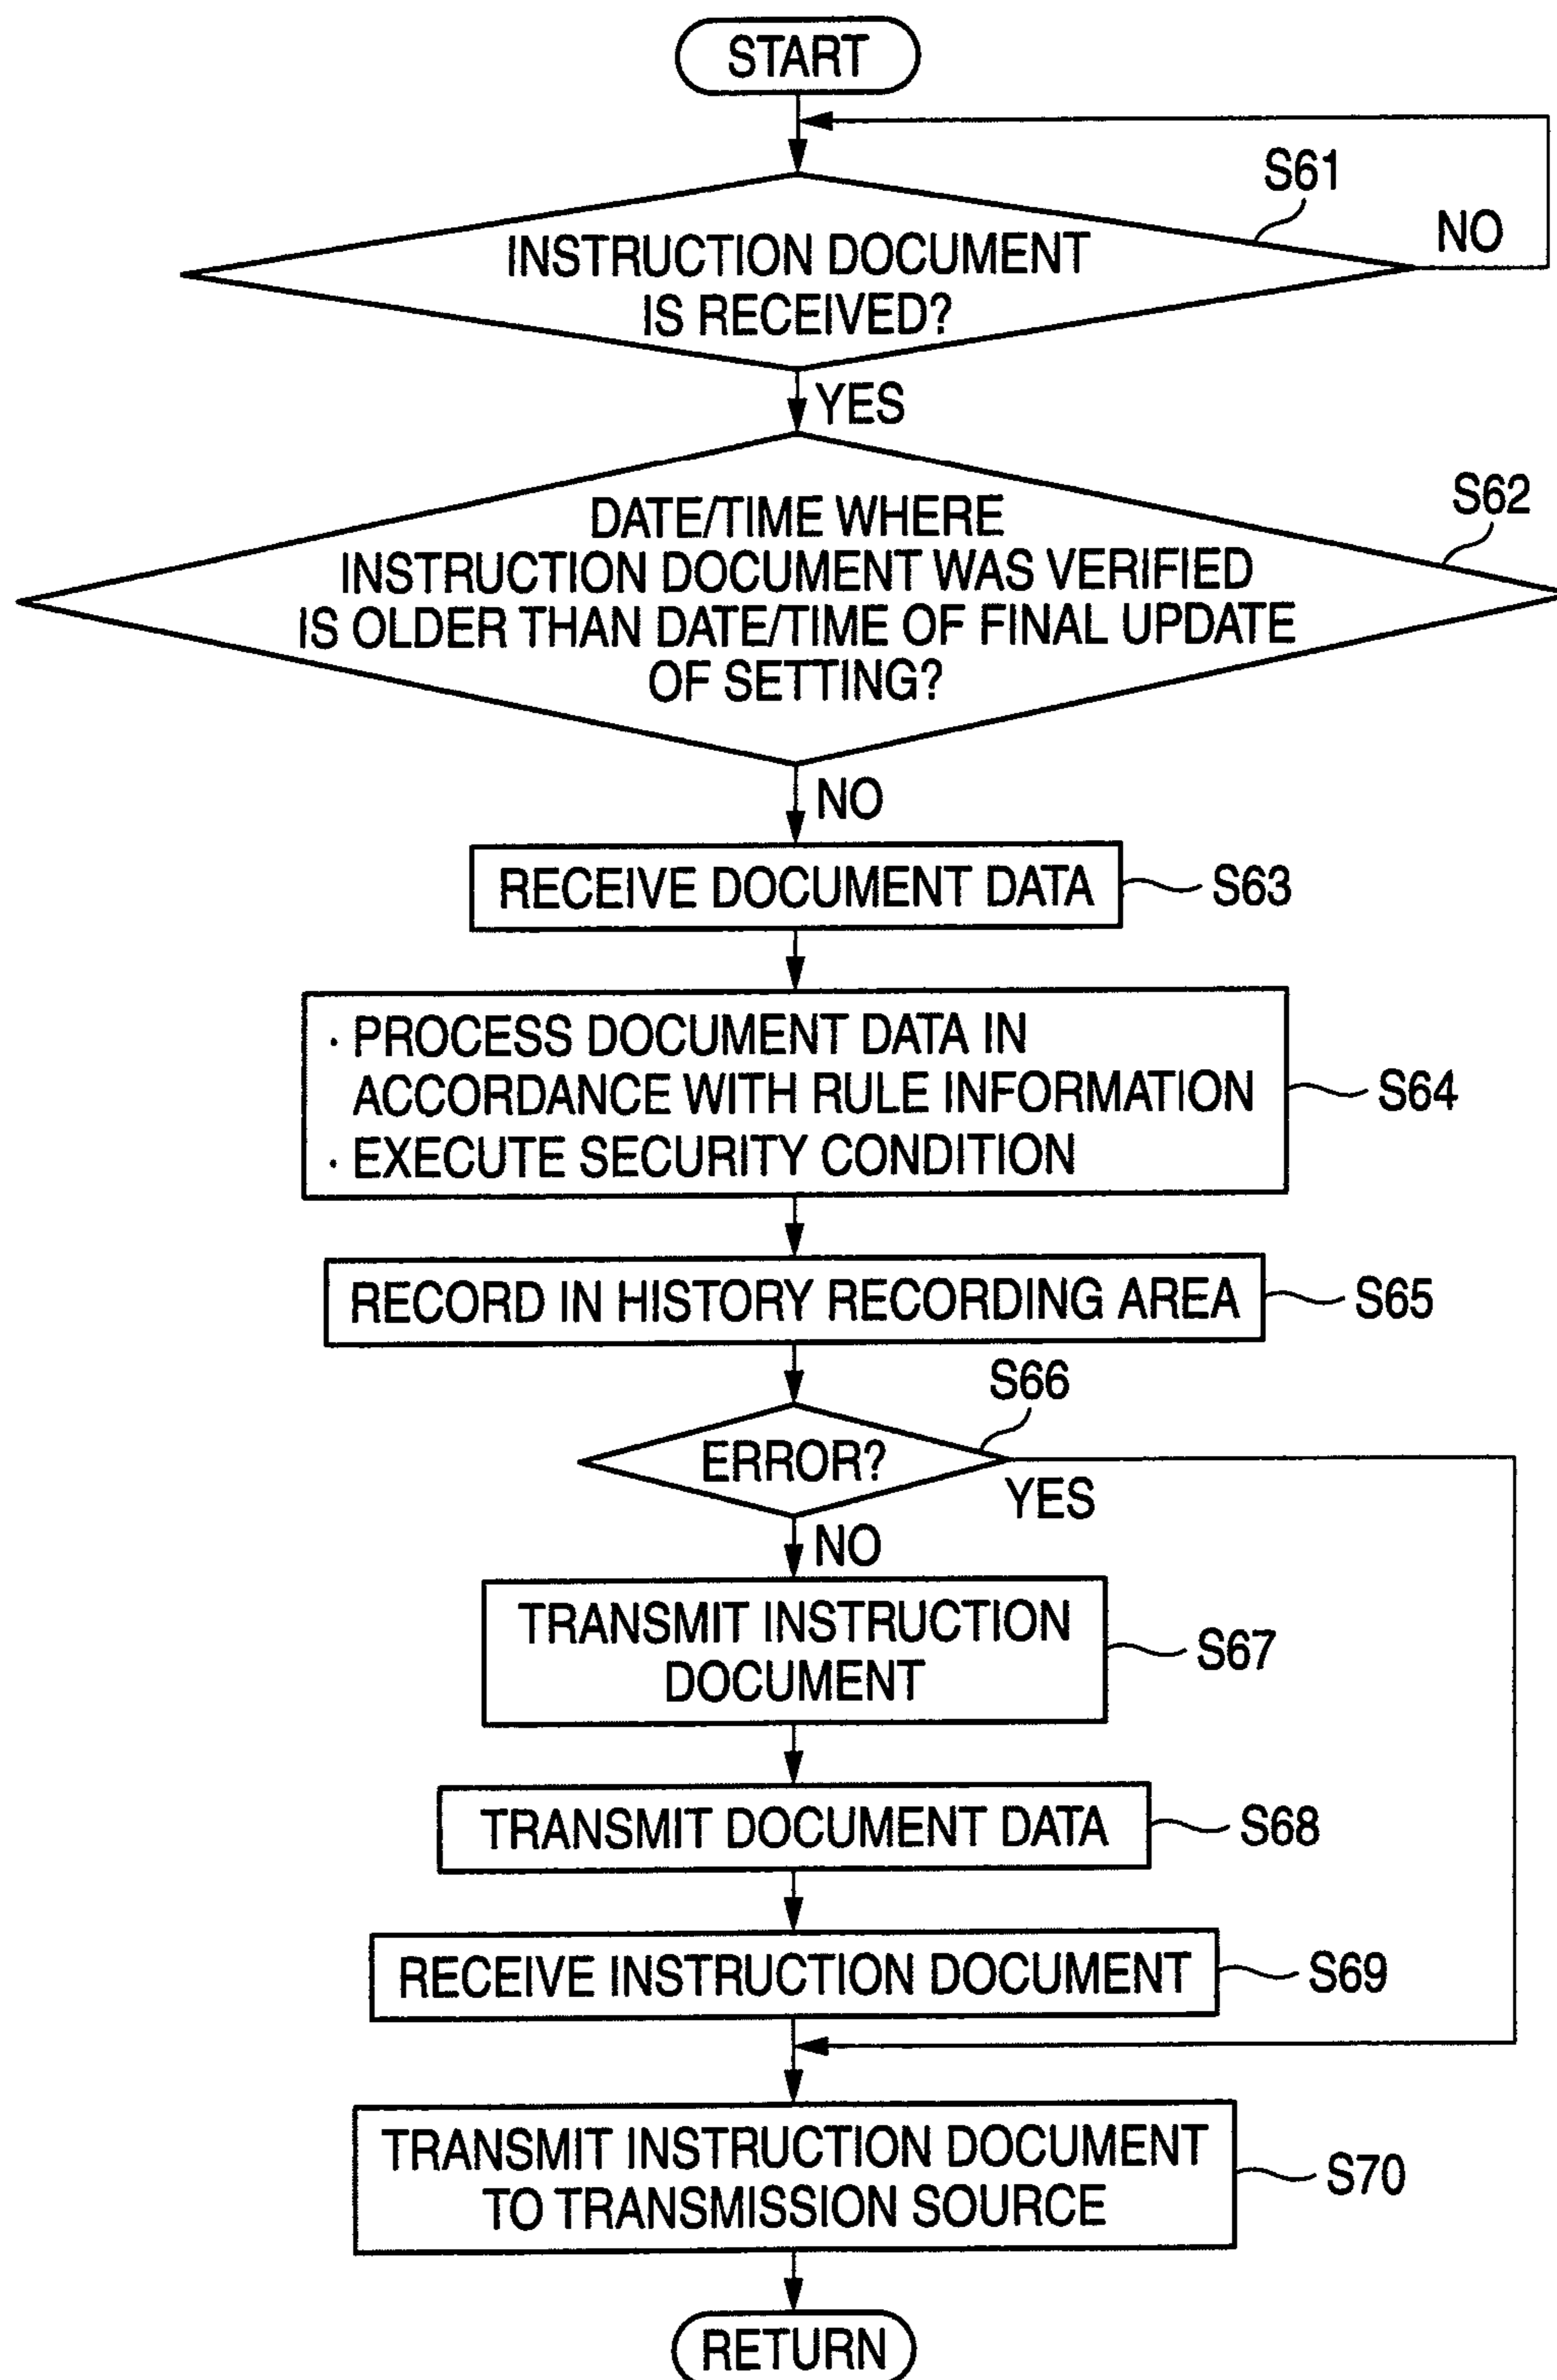 START
S61
NO
INSTRUCTION DOCUMENT
IS RECEIVED?
YES
S62
DATE/TIME WHERE
INSTRUCTION DOCUMENT WAS VERIFIED
IS OLDER THAN DATE/TIME OF FINAL UPDATE
OF SETTING?
NO
RECEIVE DOCUMENT DATA
S63
· PROCESS DOCUMENT DATA IN
ACCORDANCE WITH RULE INFORMATION
· EXECUTE SECURITY CONDITION
S64
RECORD IN HISTORY RECORDING AREA
S65
S66
ERROR?
YES
NO
TRANSMIT INSTRUCTION
DOCUMENT
S67
TRANSMIT DOCUMENT DATA
S68
RECEIVE INSTRUCTION DOCUMENT
S69
TRANSMIT INSTRUCTION DOCUMENT
TO TRANSMISSION SOURCE
S70
RETURN